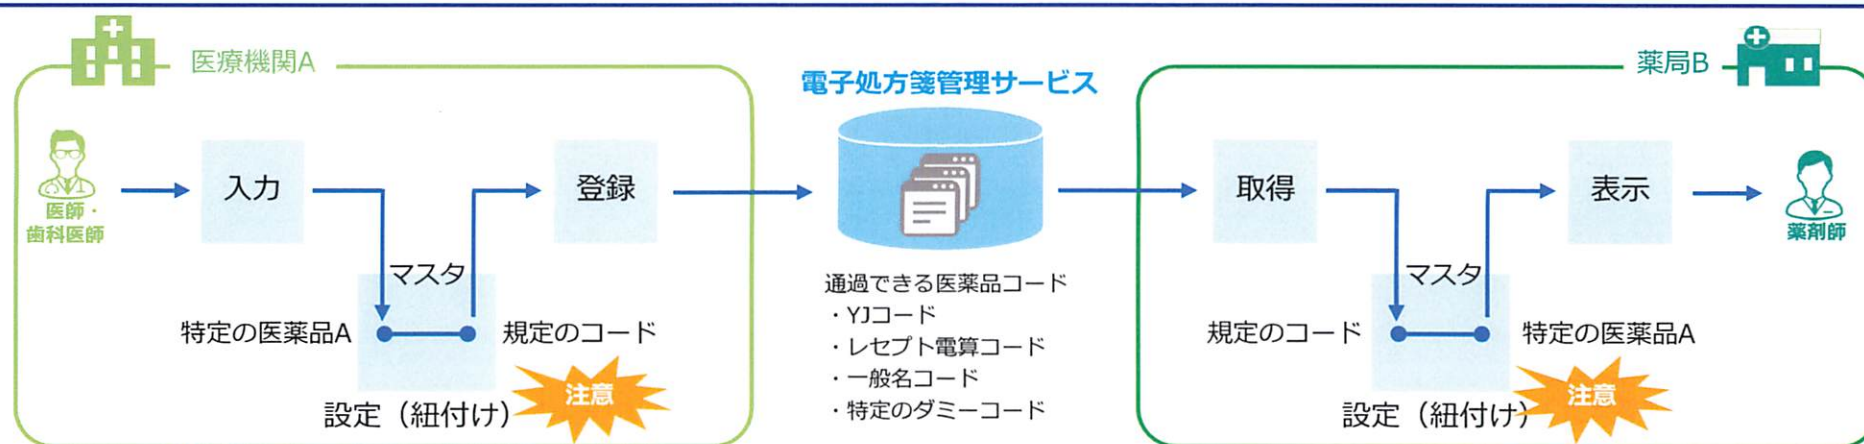 医療機関A
医師・
歯科医師
入力
登録
マスタ
特定の医薬品A
規定のコード
設定（紐付け）
注意
電子処方箋管理サービス
通過できる医薬品コード
・YJコード
・レセプト電算コード
・一般名コード
・特定のダミーコード
薬局B
取得
表示
薬剤師
マスタ
規定のコード
特定の医薬品A
設定（紐付け）
注意